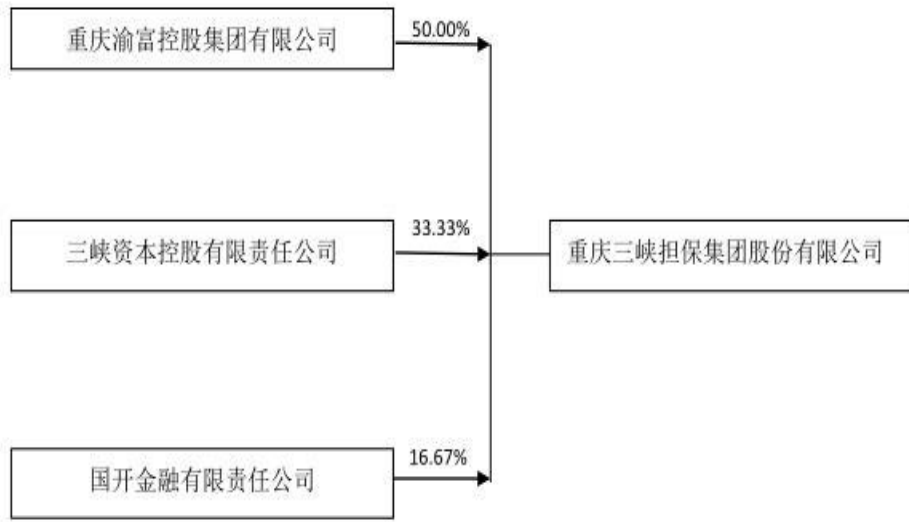 重庆渝富控股集团有限公司
50.00%
三峡资本控股有限责任公司
33.33%
重庆三峡担保集团股份有限公司
国开金融有限责任公司
16.67%